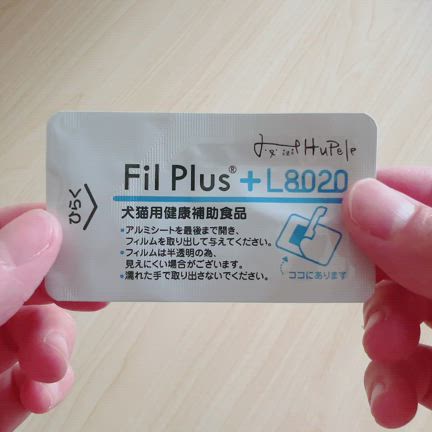 HuPele
Fil Plus® +L8020
ひらく
犬猫用健康補助食品
●アルミシートを最後まで開き、
フィルムを取り出して与えてください。
●フィルムは半透明の為、
見えにくい場合がございます。
●濡れた手で取り出さないでください。
ココにあります